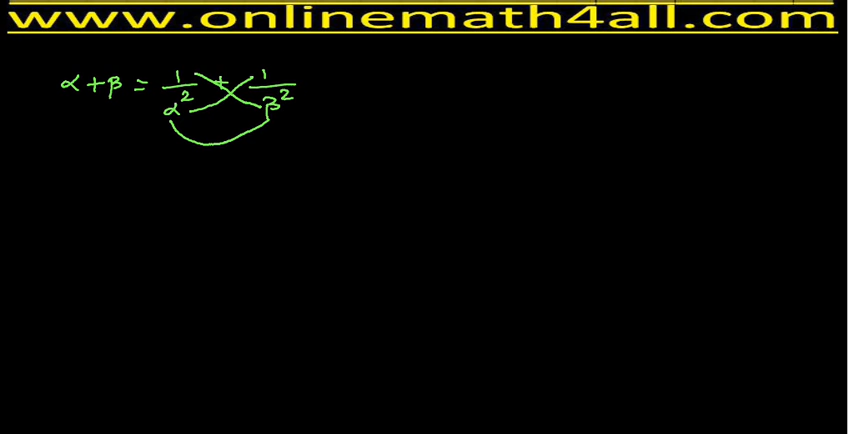 www.onlinemath4all.com
α + β = 1/α² + 1/β²